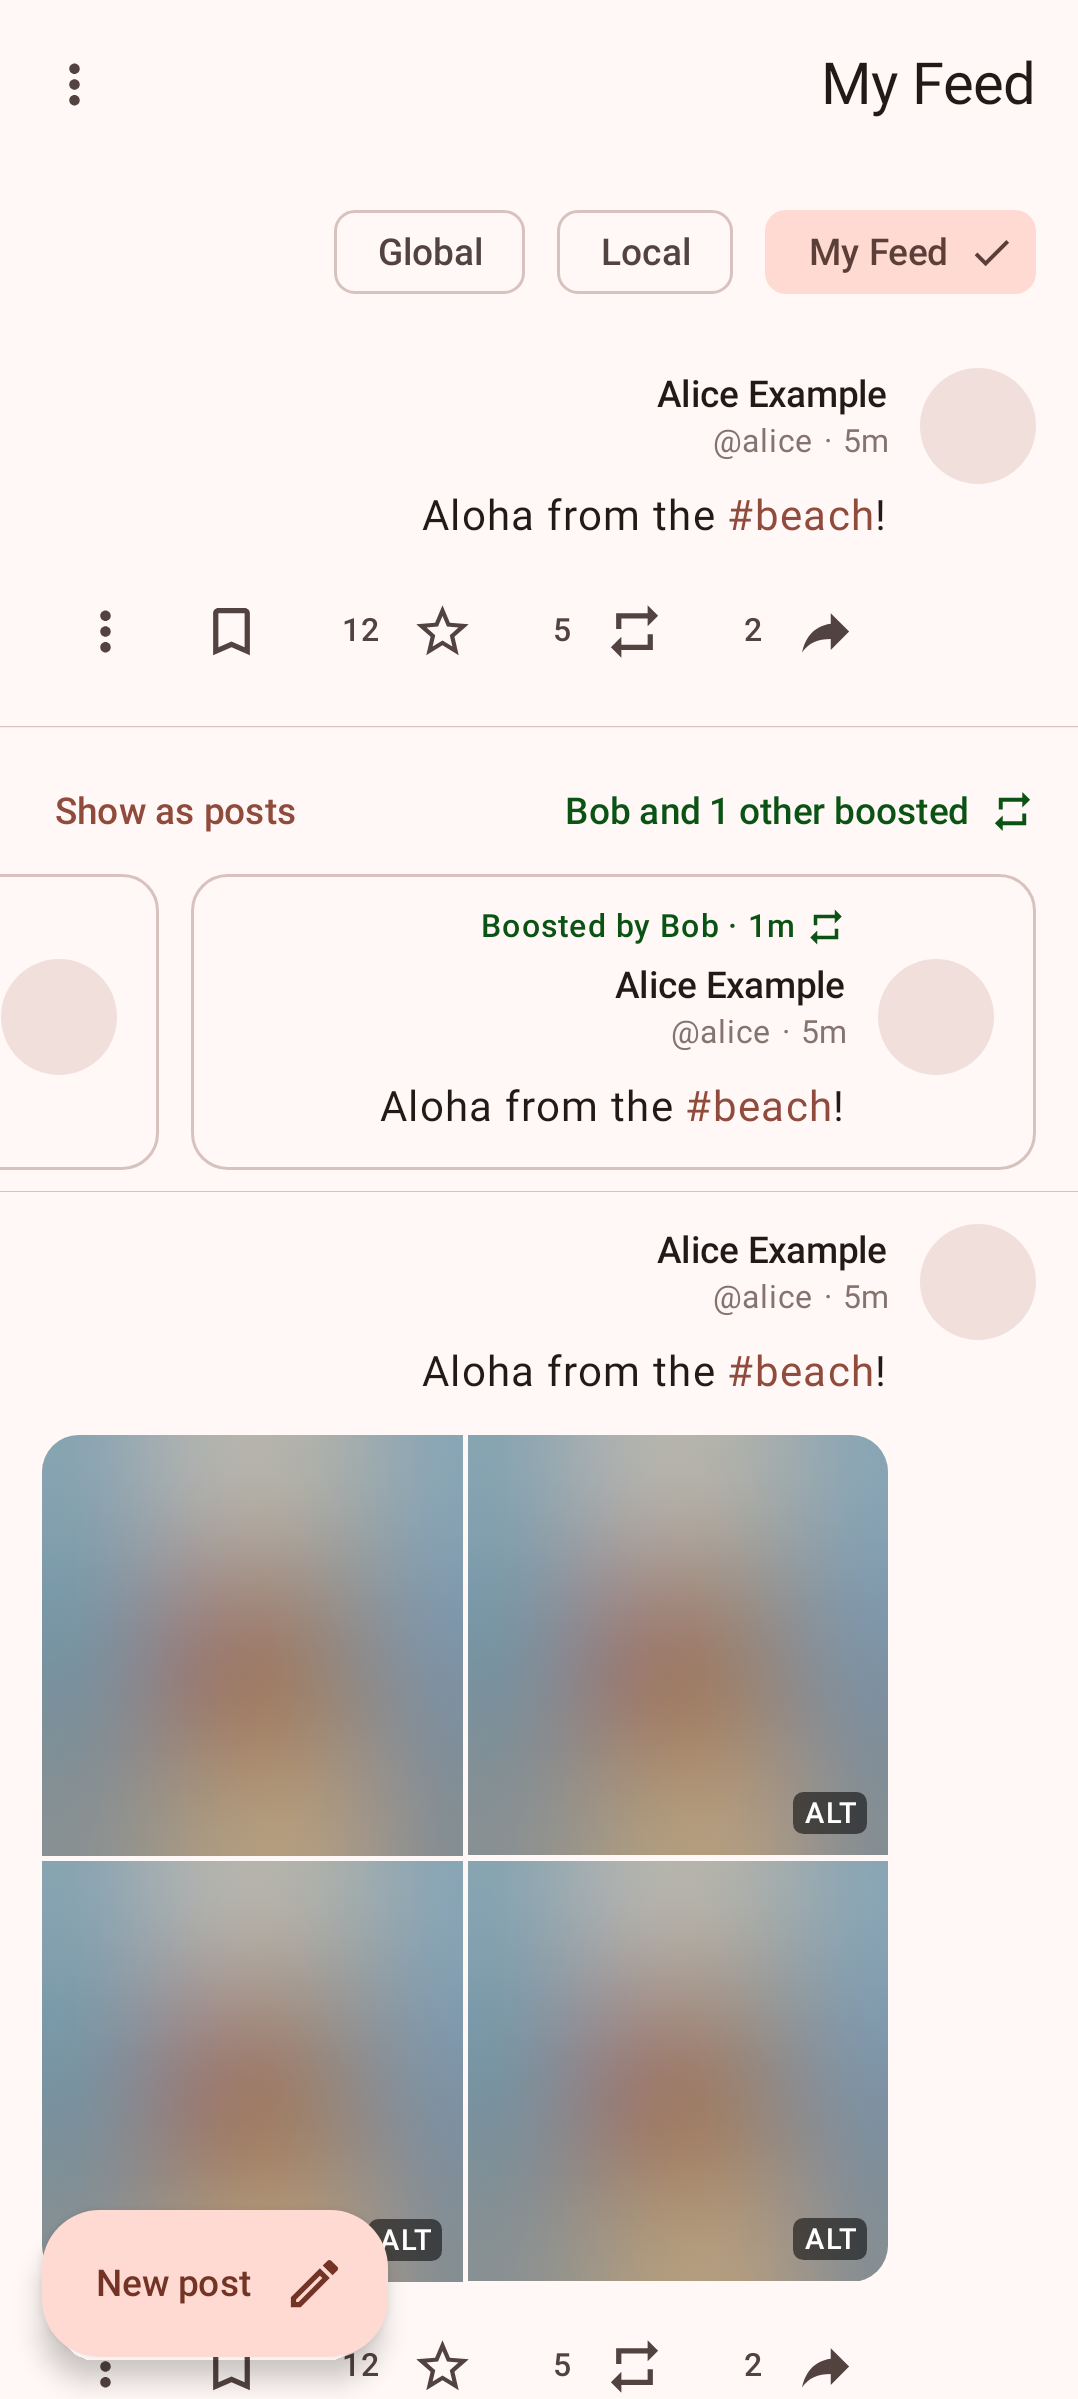 My Feed
My Feed
Local
Global
Alice Example
@alice · 5m
Aloha from the #beach!
2
5
12
Bob and 1 other boosted
Show as posts
Boosted by Bob · 1m
Alice Example
@alice · 5m
Aloha from the #beach!
Alice Example
@alice · 5m
Aloha from the #beach!
ALT
ALT
ALT
New post
2
5
12